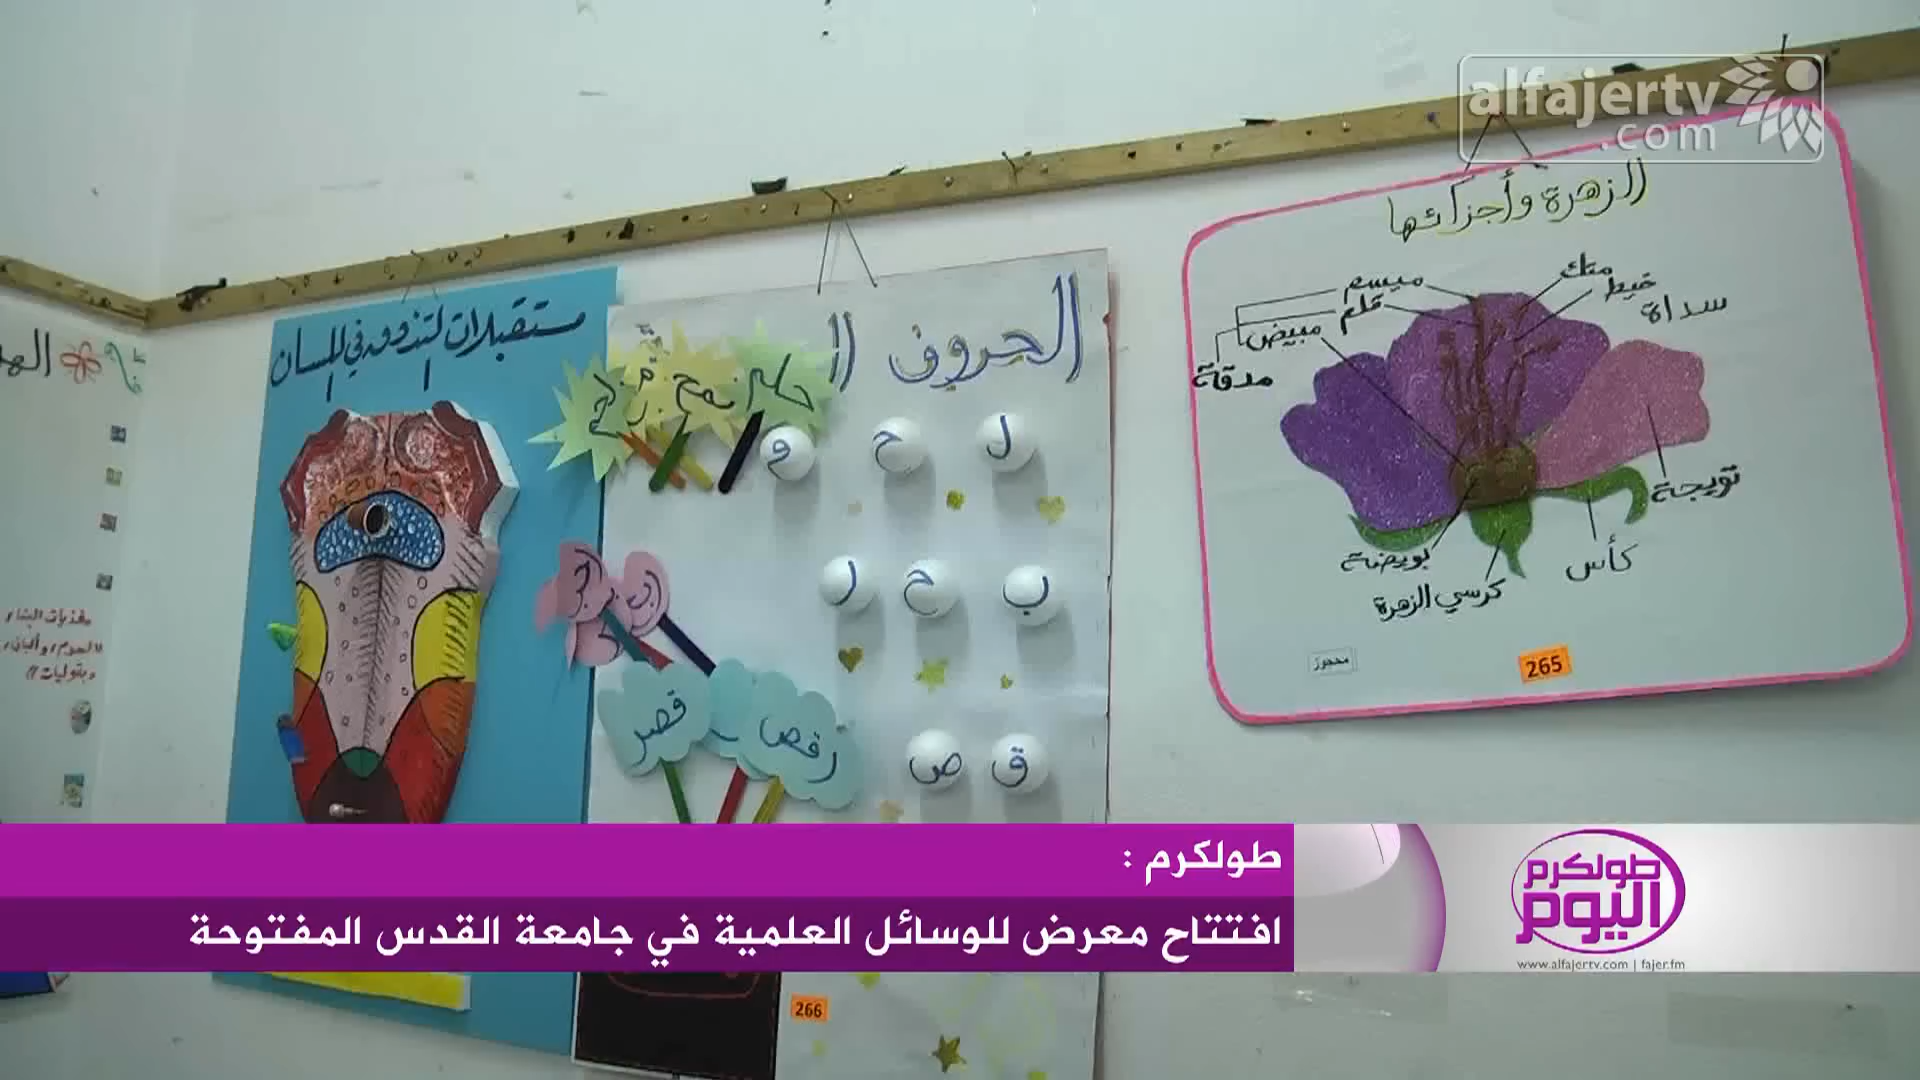 alfajertv
.com
الزهرة وأجزائها
متك
خيط
سداة
ميسم
قلم
مبيض
مدقة
تويجة
كأس
كرسي الزهرة
بويضة
محجوز
265
الحروف ال
ل
ح
و
ب
ح
ر
ق
ص
قصر
رقص
266
مستقبلات التذوق في اللسان
طولكرم :
افتتاح معرض للوسائل العلمية في جامعة القدس المفتوحة
طولكرم
اليوم
www.alfajertv.com | fajer.fm